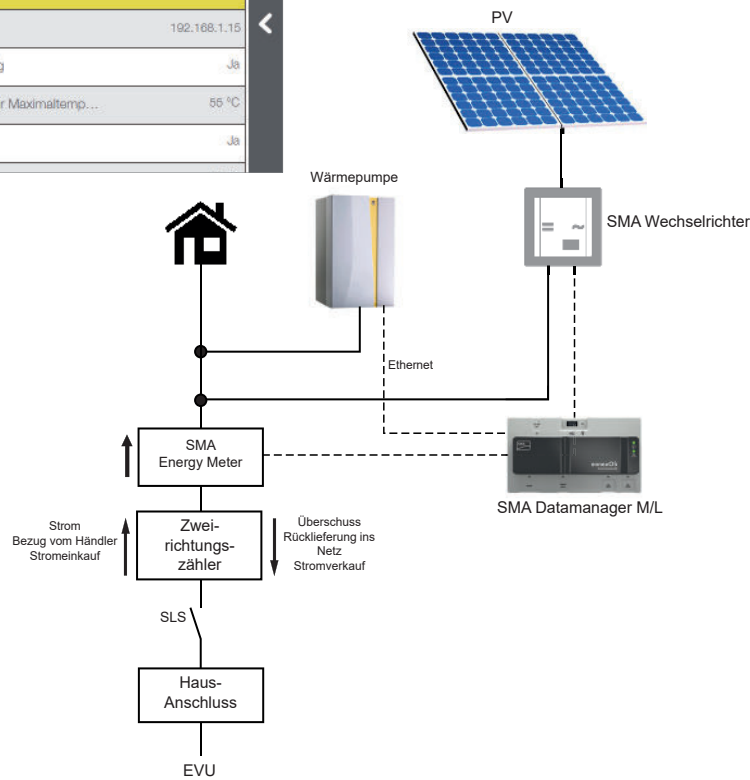 192.168.1.15
Ja
r Maximaltemp... 55 °C
Ja
PV
Wärmepumpe
SMA Wechselrichter
Ethernet
SMA
Energy Meter
SMA Datamanager M/L
Strom
Bezug vom Händler
Stromeinkauf
Zwei-
richtungs-
zähler
Überschuss
Rücklieferung ins
Netz
Stromverkauf
SLS
Haus-
Anschluss
EVU